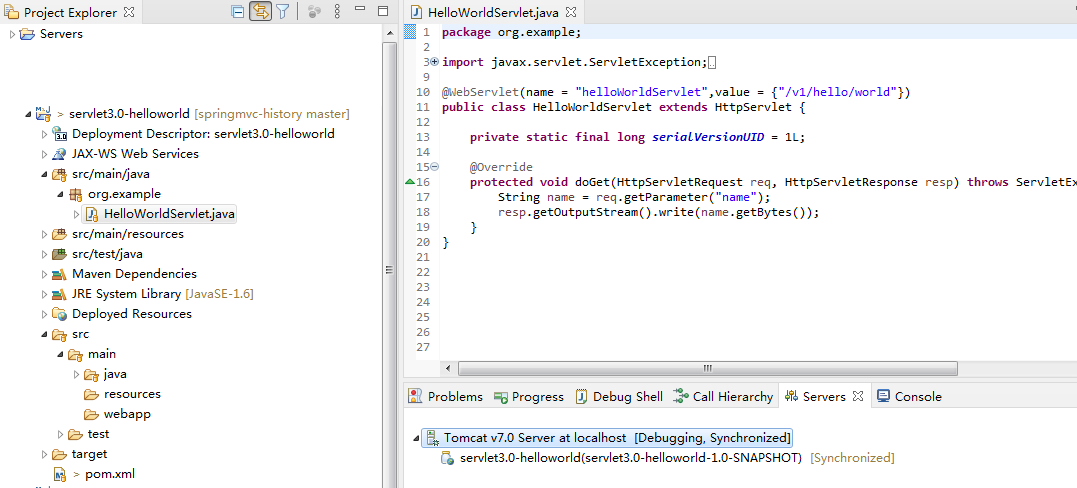 Project Explorer
Servers
> servlet3.0-helloworld [springmvc-history master]
Deployment Descriptor: servlet3.0-helloworld
JAX-WS Web Services
src/main/java
org.example
HelloWorldServlet.java
src/main/resources
src/test/java
Maven Dependencies
JRE System Library [JavaSE-1.6]
Deployed Resources
src
main
java
resources
webapp
test
target
> pom.xml
HelloWorldServlet.java
1 package org.example;
2
3 import javax.servlet.ServletException;
9
10 @WebServlet(name = "helloWorldServlet",value = {"/v1/hello/world"})
11 public class HelloWorldServlet extends HttpServlet {
12
13 private static final long serialVersionUID = 1L;
14
15 @Override
16 protected void doGet(HttpServletRequest req, HttpServletResponse resp) throws ServletEx
17 String name = req.getParameter("name");
18 resp.getOutputStream().write(name.getBytes());
19 }
20 }
21
22
23
24
25
26
27
Problems Progress Debug Shell Call Hierarchy Servers Console
Tomcat v7.0 Server at localhost [Debugging, Synchronized]
servlet3.0-helloworld(servlet3.0-helloworld-1.0-SNAPSHOT) [Synchronized]